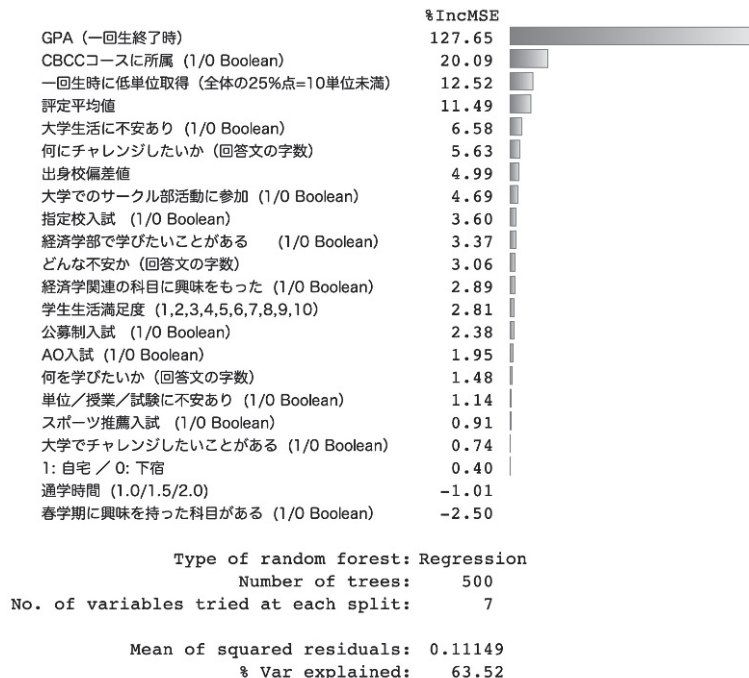 %IncMSE
GPA（一回生終了時） 127.65
CBCCコースに所属 (1/0 Boolean) 20.09
一回生時に低単位取得（全体の25%点=10単位未満） 12.52
評定平均値 11.49
大学生活に不安あり (1/0 Boolean) 6.58
何にチャレンジしたいか（回答文の字数） 5.63
出身校偏差値 4.99
大学でのサークル部活動に参加 (1/0 Boolean) 4.69
指定校入試 (1/0 Boolean) 3.60
経済学部で学びたいことがある (1/0 Boolean) 3.37
どんな不安か（回答文の字数） 3.06
経済学関連の科目に興味をもった (1/0 Boolean) 2.89
学生生活満足度 (1,2,3,4,5,6,7,8,9,10) 2.81
公募制入試 (1/0 Boolean) 2.38
AO入試 (1/0 Boolean) 1.95
何を学びたいか（回答文の字数） 1.48
単位／授業／試験に不安あり (1/0 Boolean) 1.14
スポーツ推薦入試 (1/0 Boolean) 0.91
大学でチャレンジしたいことがある (1/0 Boolean) 0.74
1: 自宅 ／ 0: 下宿 0.40
通学時間 (1.0/1.5/2.0) -1.01
春学期に興味を持った科目がある (1/0 Boolean) -2.50
Type of random forest: Regression
Number of trees: 500
No. of variables tried at each split: 7
Mean of squared residuals: 0.11149
% Var explained: 63.52